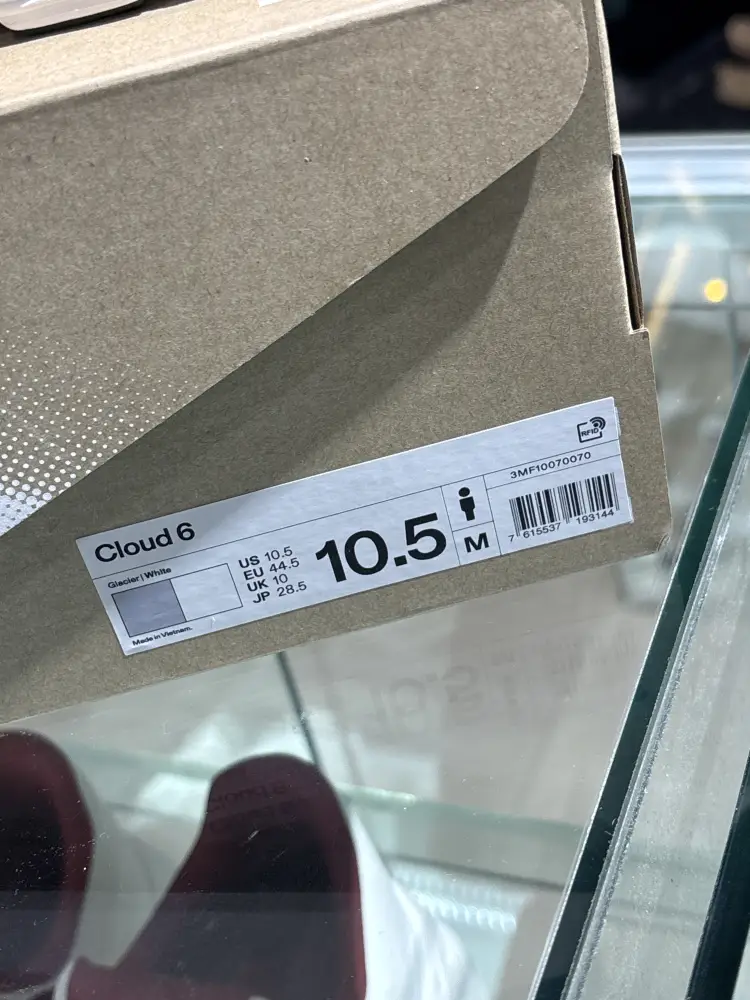 RFID
3MF10070070
Cloud 6
Glacier | White
Made in Vietnam.
US 10.5
EU 44.5
UK 10
JP 28.5
10.5
M
7 615537 193144